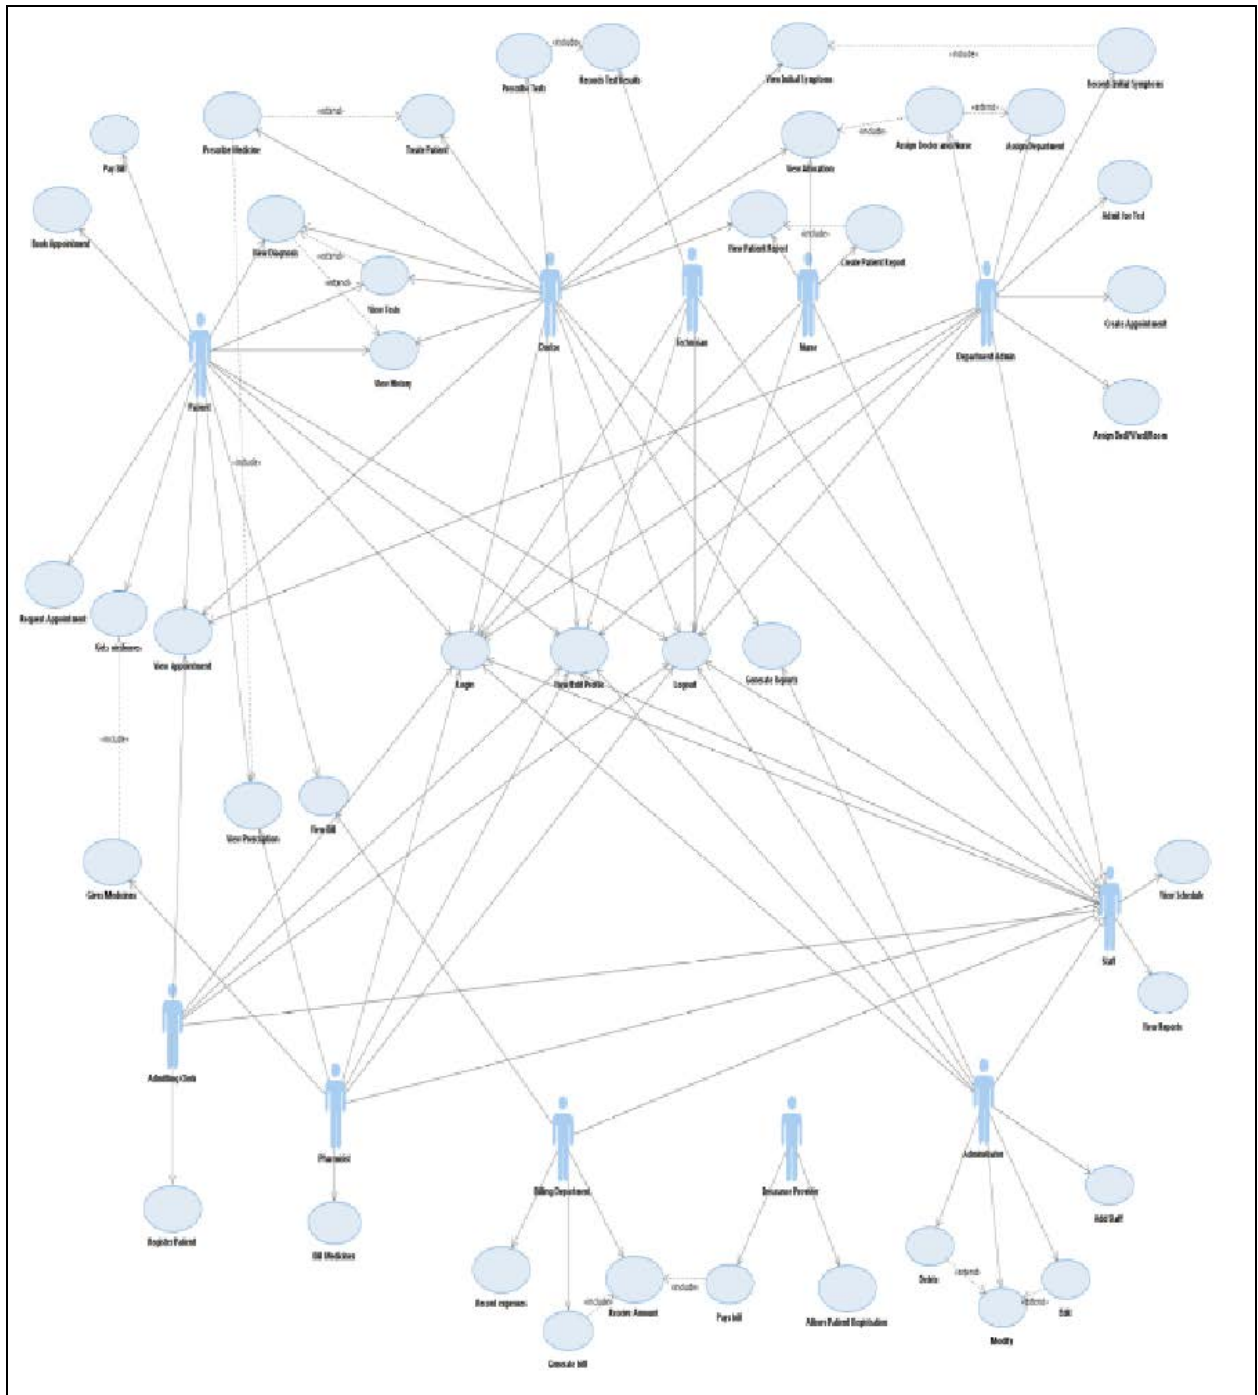 «include»
Prescribe Tests
Records Test Results
View Initial Symptoms
«include»
Record Initial Symptoms
Prescribe Medicine
«extend»
Treate Patient
Pay Bill
«include»
Assign Doctor and Nurse
«extend»
Assign Department
View Allocation
Admit for Test
Book Appointment
View Diagnosis
«extend»
«extend»
View Tests
View Patient Report
«include»
Create Patient Report
Create Appointment
View History
Doctor
Technician
Nurse
Department Admin
Patient
Assign Bed/Ward/Room
«include»
Request Appointment
Gets medicines
View Appointment
Login
View/Edit Profile
Logout
Generate Reports
«include»
View Prescription
View Bill
Gives Medicines
View Schedule
Staff
View Reports
Admitting Clerk
Pharmacist
Billing Department
Insurance Provider
Administrator
Add Staff
Register Patient
Bill Medicines
Record expenses
«include»
Receive Amount
«include»
Pays bill
Allows Patient Registration
Generate bill
Delete
«extend»
«extend»
Edit
Modify